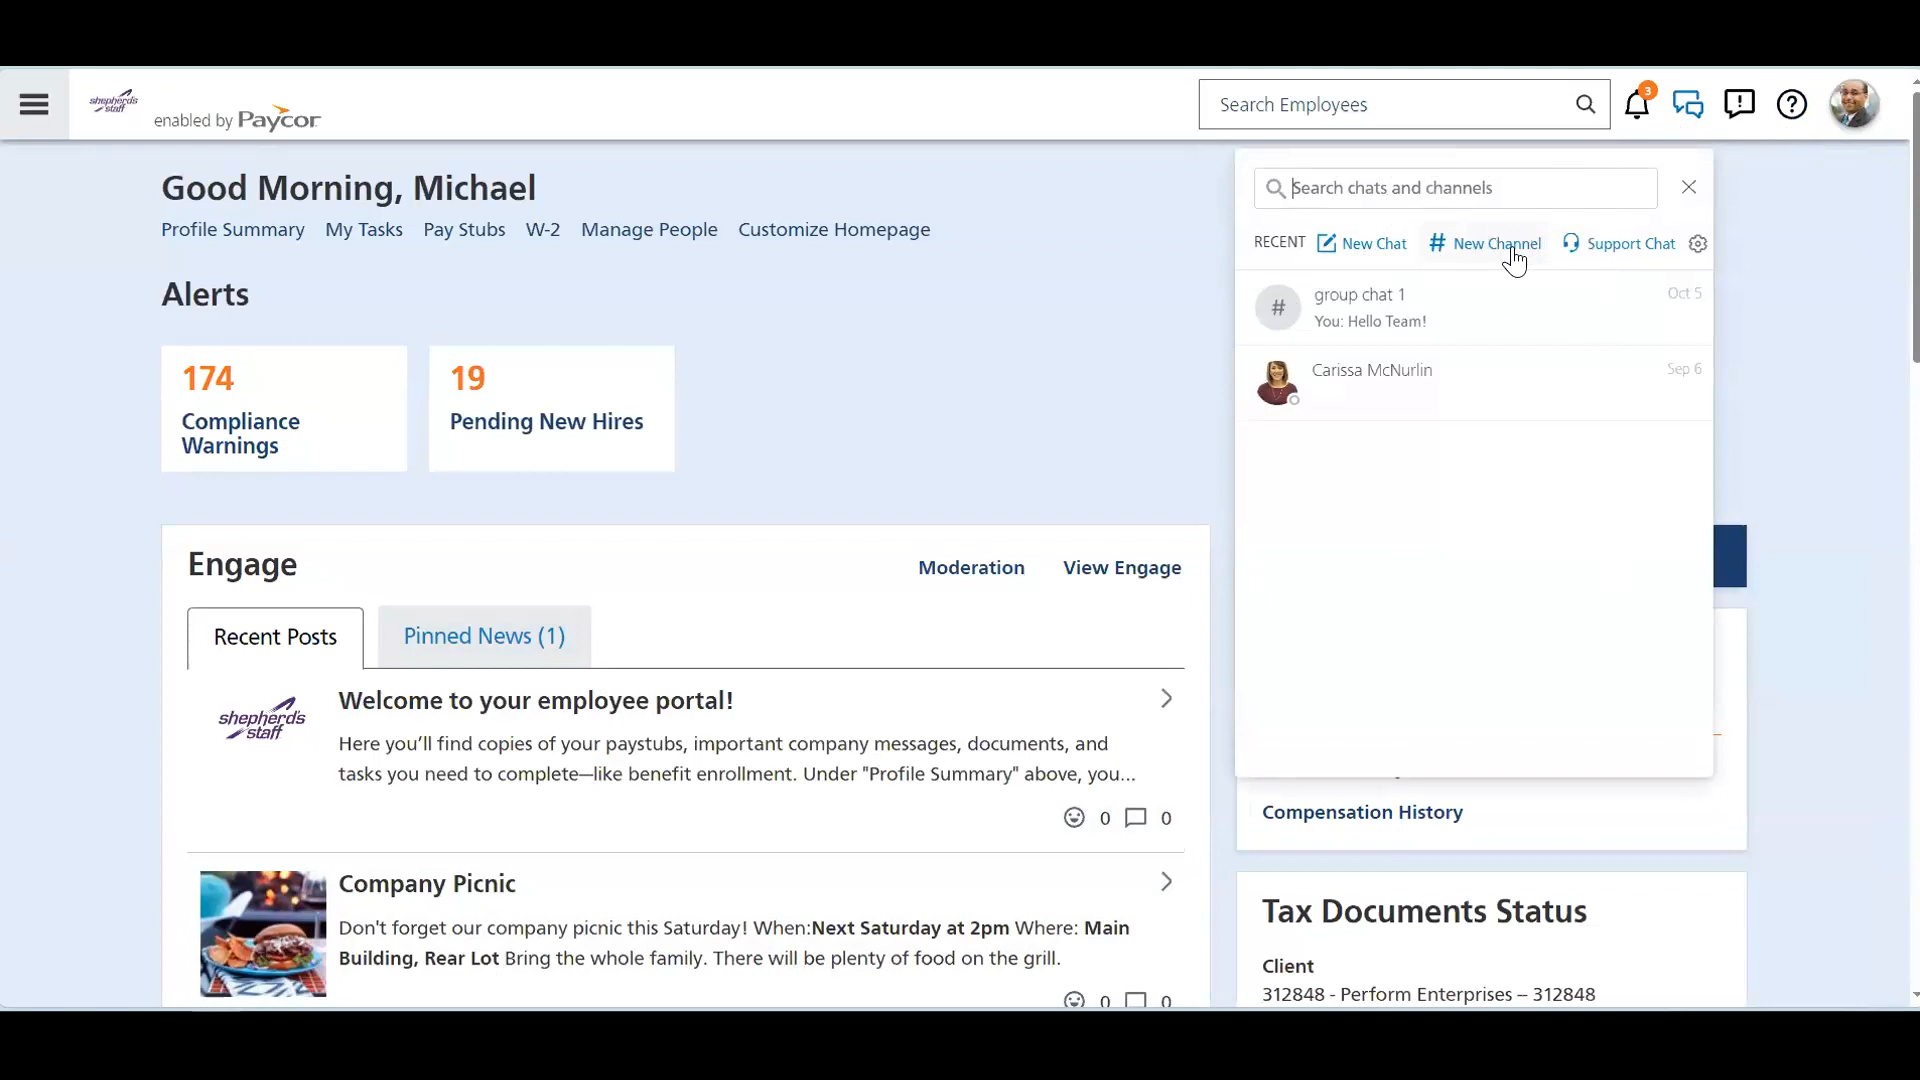 shepherd's
staff
enabled by Paycor
Search Employees
3
Good Morning, Michael
Profile Summary My Tasks Pay Stubs W-2 Manage People Customize Homepage
Search chats and channels
RECENT New Chat # New Channel Support Chat
# group chat 1 Oct 5
You: Hello Team!
Carissa McNurlin Sep 6
Alerts
174
Compliance
Warnings
19
Pending New Hires
Engage
Moderation View Engage
Recent Posts Pinned News (1)
shepherd's
staff
Welcome to your employee portal!
Here you'll find copies of your paystubs, important company messages, documents, and
tasks you need to complete—like benefit enrollment. Under "Profile Summary" above, you...
0 0
Company Picnic
Don't forget our company picnic this Saturday! When:Next Saturday at 2pm Where: Main
Building, Rear Lot Bring the whole family. There will be plenty of food on the grill.
0 0
Compensation History
Tax Documents Status
Client
312848 - Perform Enterprises – 312848